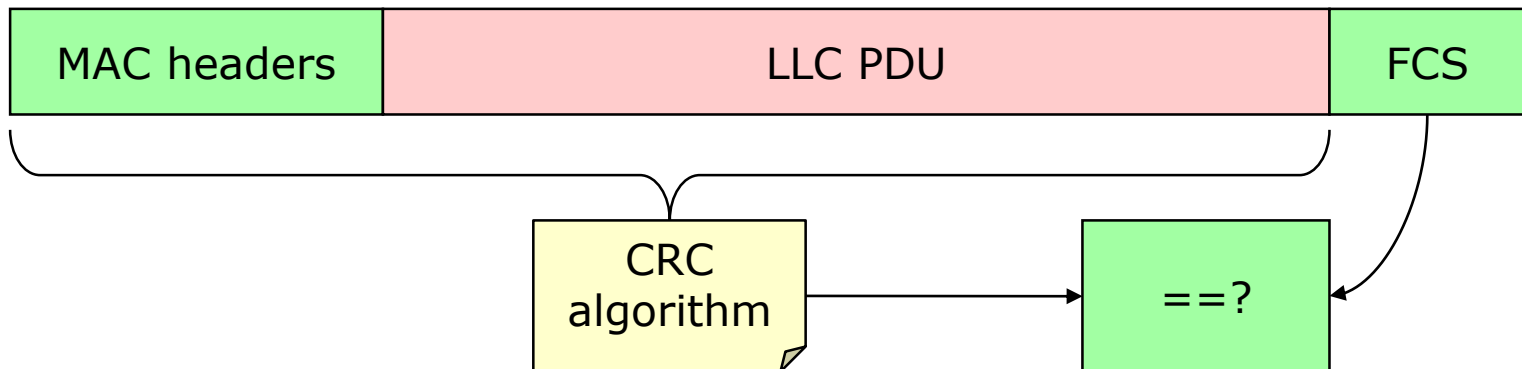 MAC headers
LLC PDU
FCS
CRC
algorithm
==?